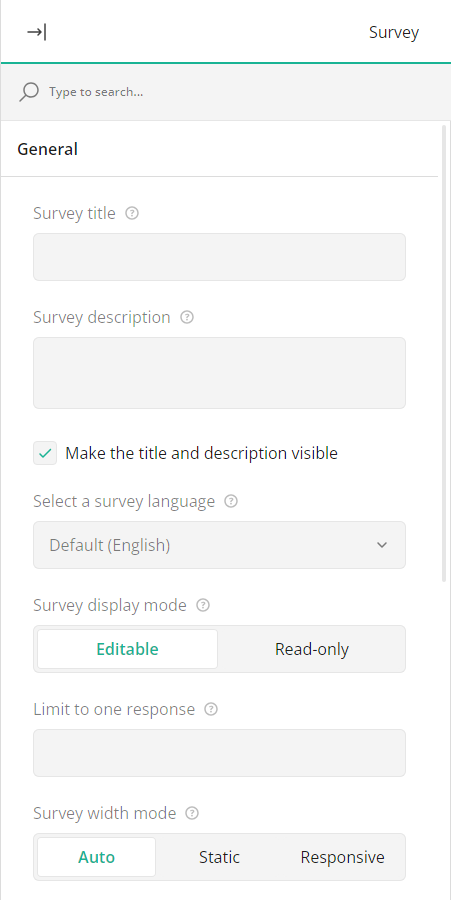 Survey
Type to search...
General
Survey title ?
Survey description ?
Make the title and description visible
Select a survey language ?
Default (English)
Survey display mode ?
Editable Read-only
Limit to one response ?
Survey width mode ?
Auto Static Responsive